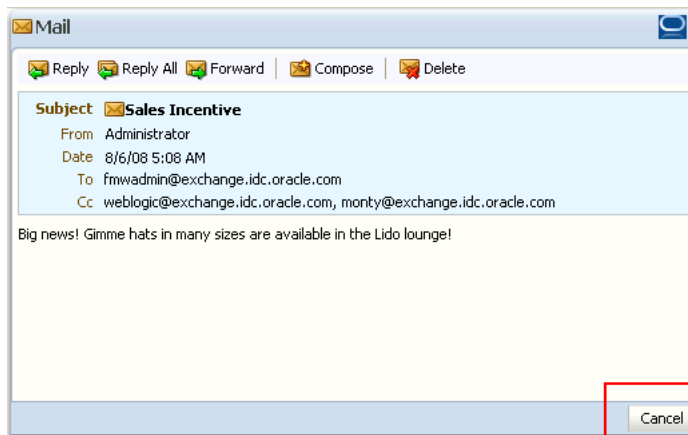 Mail
Reply Reply All Forward Compose Delete
Subject Sales Incentive
From Administrator
Date 8/6/08 5:08 AM
To fmwadmin@exchange.idc.oracle.com
Cc weblogic@exchange.idc.oracle.com, monty@exchange.idc.oracle.com
Big news! Gimme hats in many sizes are available in the Lido lounge!
Cancel